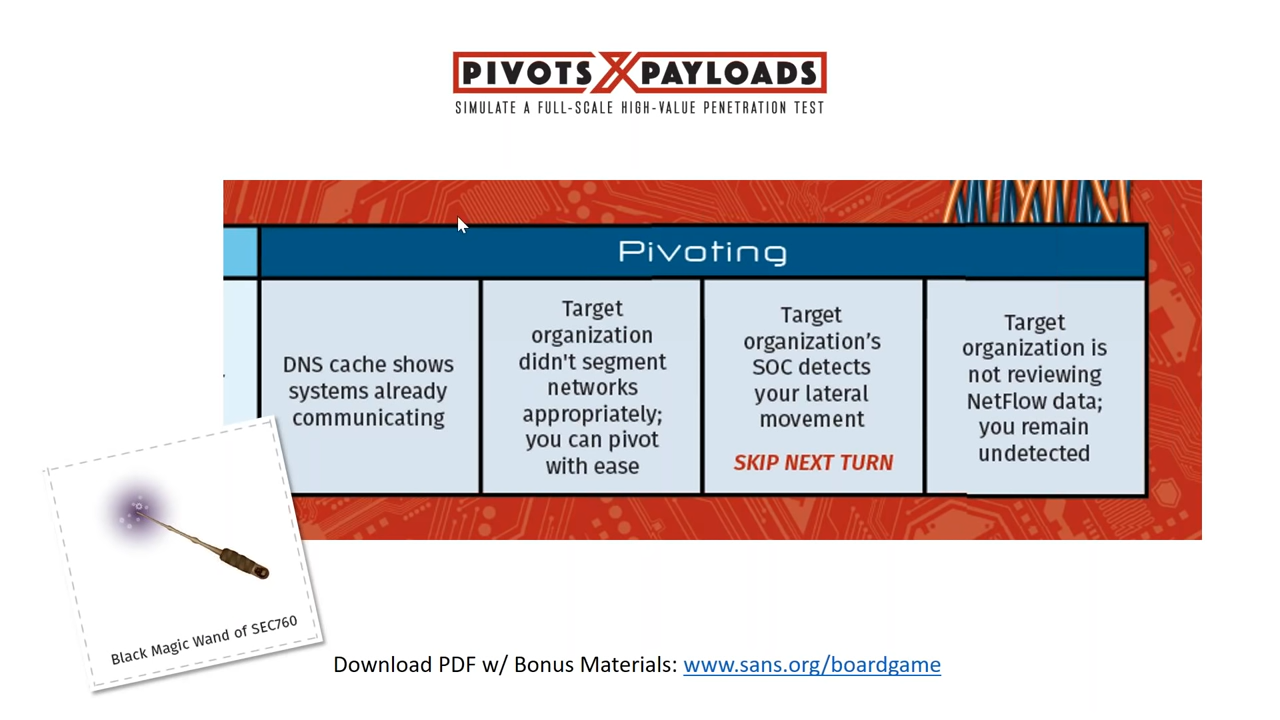 PIVOTS X PAYLOADS
SIMULATE A FULL-SCALE HIGH-VALUE PENETRATION TEST
Pivoting
DNS cache shows
systems already
communicating
Target
organization
didn't segment
networks
appropriately;
you can pivot
with ease
Target
organization’s
SOC detects
your lateral
movement
SKIP NEXT TURN
Target
organization is
not reviewing
NetFlow data;
you remain
undetected
Black Magic Wand of SEC760
Download PDF w/ Bonus Materials: www.sans.org/boardgame